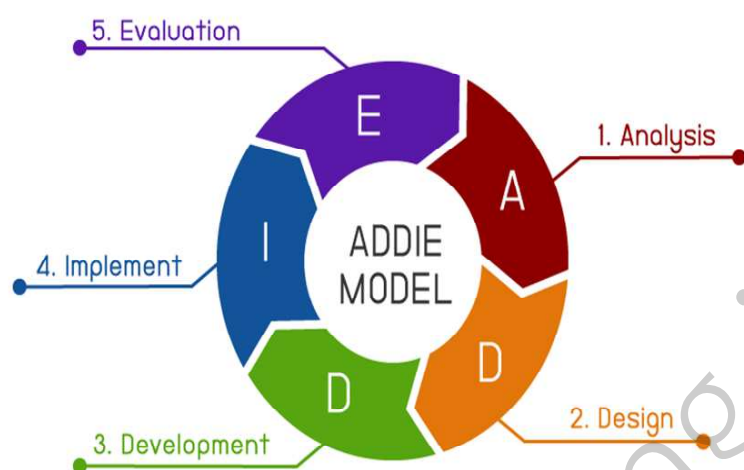 5. Evaluation
E
1. Analysis
A
ADDIE
MODEL
I
4. Implement
D
D
2. Design
3. Development